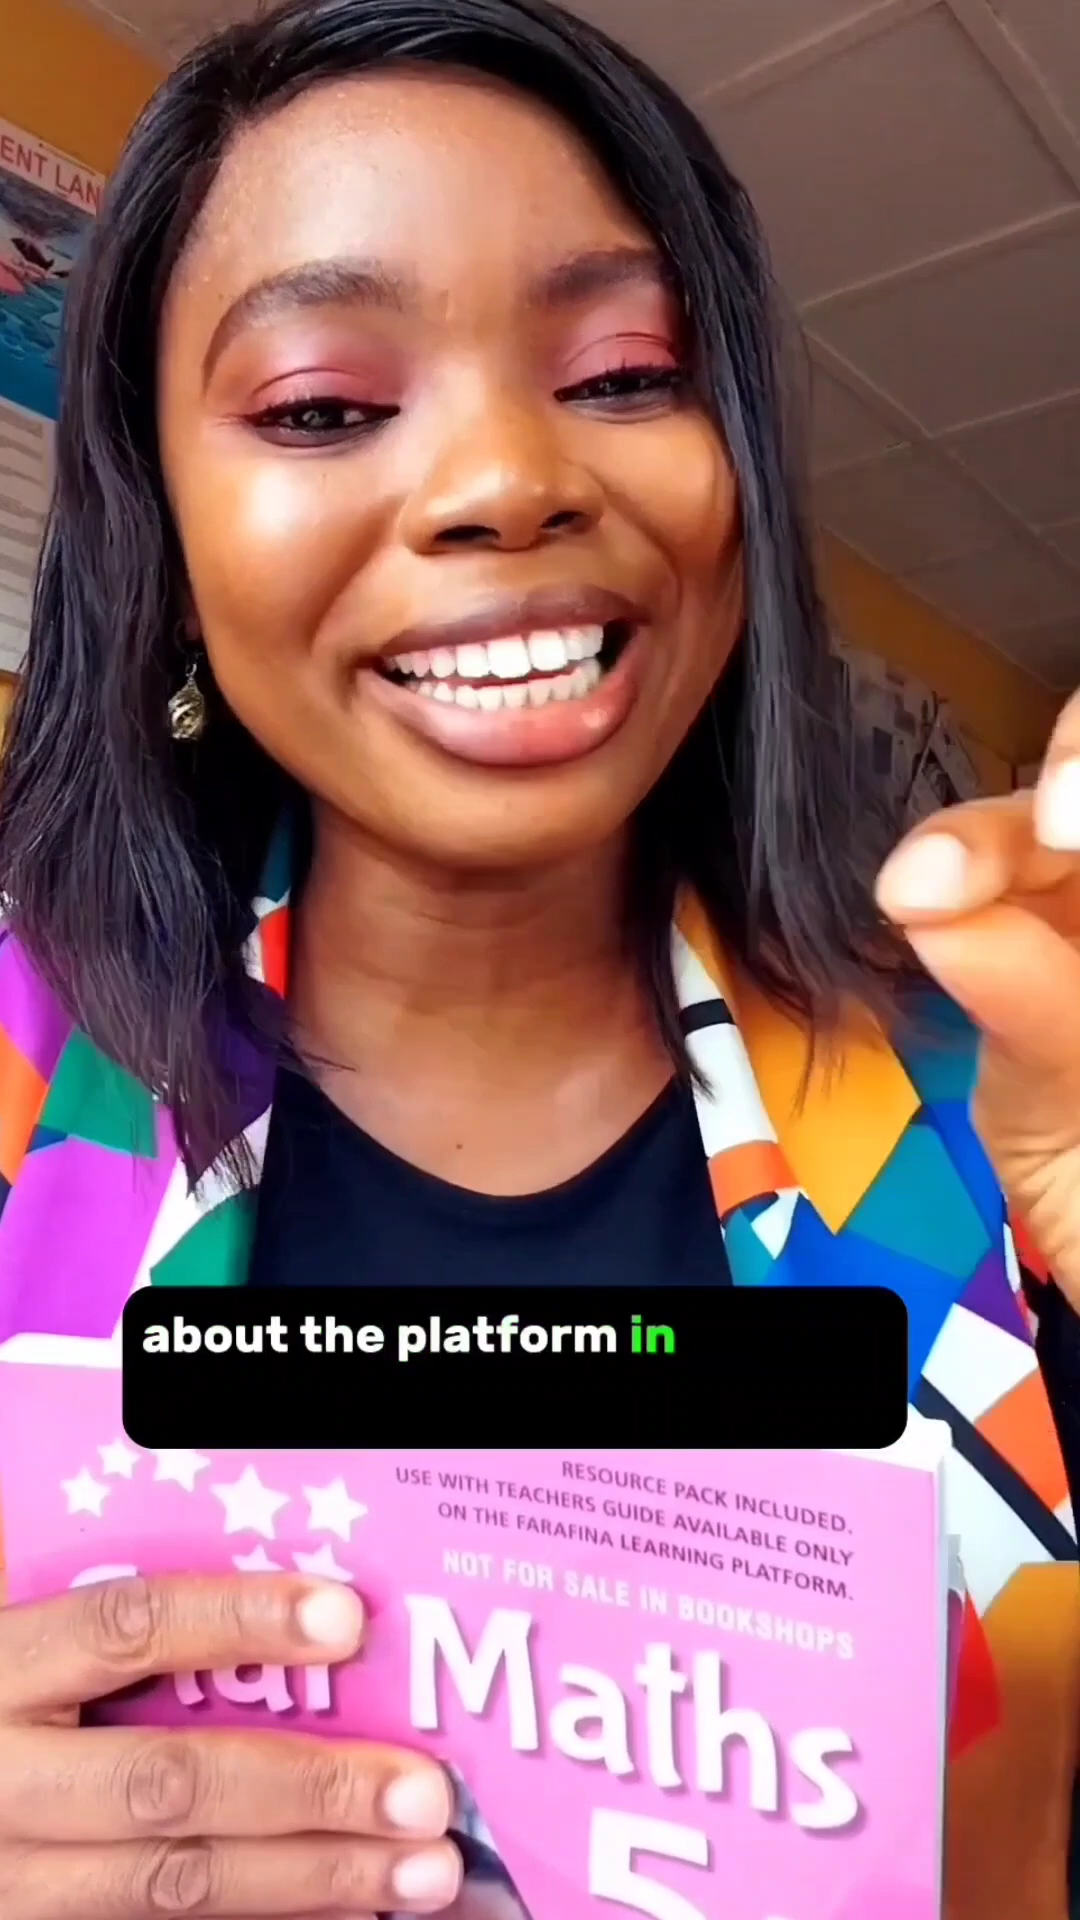 ENT LAN
about the platform in
RESOURCE PACK INCLUDED.
USE WITH TEACHERS GUIDE AVAILABLE ONLY
ON THE FARAFINA LEARNING PLATFORM.
NOT FOR SALE IN BOOKSHOPS
Maths
5